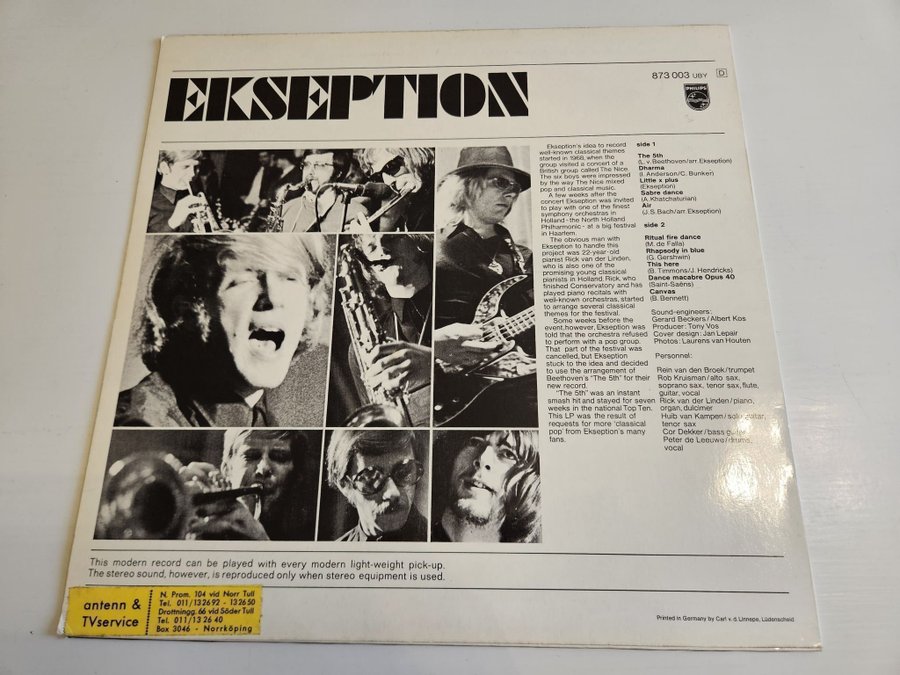 EKSEPTION
873 003 UBY D
PHILIPS
Ekseption's idea to record
well-known classical themes
started in 1968, when the
group visited a concert of a
British group called The Nice.
The six boys were impressed
by the way The Nice mixed
pop and classical music.
A few weeks after the
concert Ekseption was invited
to play with one of the finest
symphony orchestras in
Holland - the North Holland
Philharmonic - at a big festival
in Haarlem.
The obvious man with
Ekseption to handle this
project was 22-year-old
pianist Rick van der Linden,
who is also one of the
promising young classical
pianists in Holland. Rick, who
finished Conservatory and has
played piano recitals with
well-known orchestras, started
to arrange several classical
themes for the festival.
Some weeks before the
event, however, Ekseption was
told that the orchestra refused
to perform with a pop group.
That part of the festival was
cancelled, but Ekseption
stuck to the idea and decided
to use the arrangement of
Beethoven's "The 5th" for their
new record.
"The 5th" was an instant
smash hit and stayed for seven
weeks in the national Top Ten.
This LP was the result of
requests for more 'classical
pop' from Ekseption's many
fans.
side 1
The 5th
(L. v. Beethoven/arr. Ekseption)
Dharma
(I. Anderson/C. Bunker)
Little x plus
(Ekseption)
Sabre dance
(A. Khatchaturian)
Air
(J.S. Bach/arr. Ekseption)
side 2
Ritual fire dance
(M. de Falla)
Rhapsody in blue
(G. Gershwin)
This here
(B. Timmons/J. Hendricks)
Dance macabre Opus 40
(Saint-Saëns)
Canvas
(B. Bennett)
Sound-engineers:
Gerard Beckers/Albert Kos
Producer: Tony Vos
Cover design: Jan Lepair
Photos: Laurens van Houten
Personnel:
Rein van den Broek/trumpet
Rob Kruisman/alto sax,
soprano sax, tenor sax, flute,
guitar, vocal
Rick van der Linden/piano,
organ, dulcimer
Huib van Kampen/solo guitar,
tenor sax
Cor Dekker/bass guitar
Peter de Leeuwe/drums,
vocal
This modern record can be played with every modern light-weight pick-up.
The stereo sound, however, is reproduced only when stereo equipment is used.
antenn &
TVservice
N. Prom. 104 vid Norr Tull
Tel. 011/132692 - 132650
Drottningg. 66 vid Söder Tull
Tel. 011/13 26 40
Box 3046 - Norrköping
Printed in Germany by Carl v. d. Linnepe, Lüdenscheid